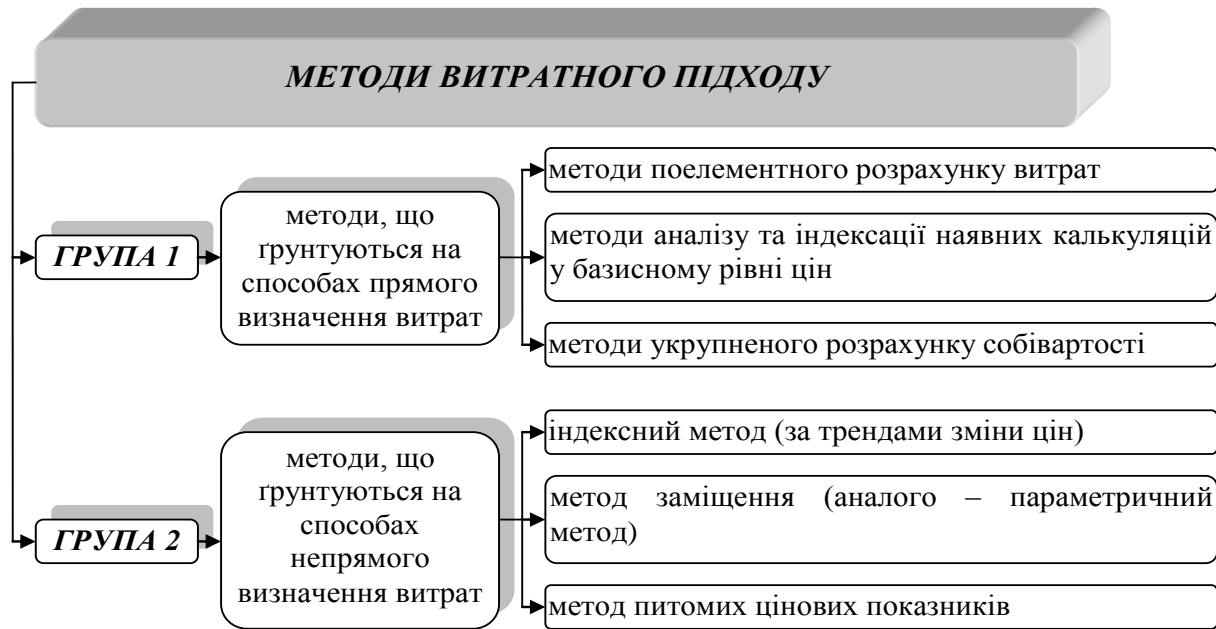 МЕТОДИ ВИТРАТНОГО ПІДХОДУ
ГРУПА 1
методи, що
ґрунтуються на
способах прямого
визначення витрат
методи поелементного розрахунку витрат
методи аналізу та індексації наявних калькуляцій
у базисному рівні цін
методи укрупненого розрахунку собівартості
ГРУПА 2
методи, що
ґрунтуються на
способах
непрямого
визначення витрат
індексний метод (за трендами зміни цін)
метод заміщення (аналого – параметричний
метод)
метод питомих цінових показників